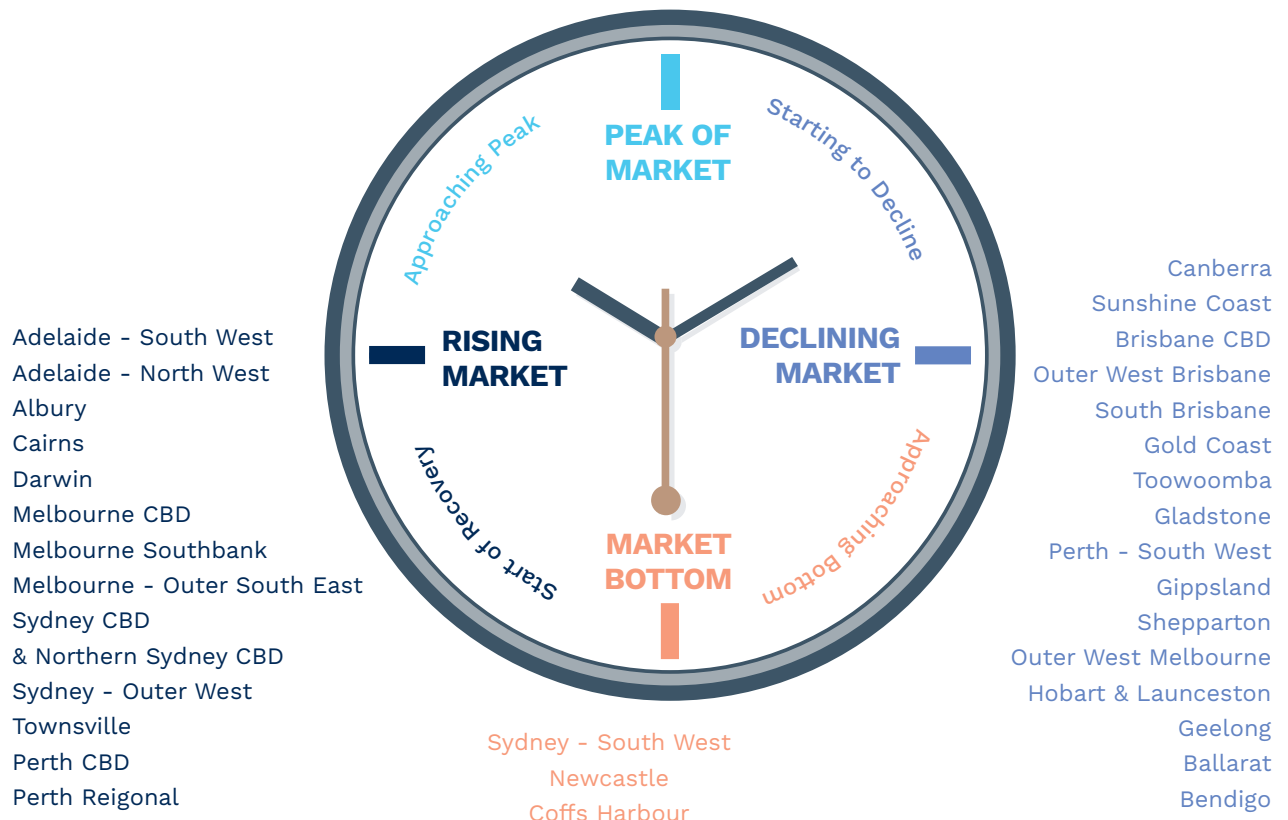 PEAK OF
MARKET
Approaching Peak
Starting to Decline
RISING
MARKET
DECLINING
MARKET
Start of Recovery
Approaching Bottom
MARKET
BOTTOM
Adelaide - South West
Adelaide - North West
Albury
Cairns
Darwin
Melbourne CBD
Melbourne Southbank
Melbourne - Outer South East
Sydney CBD
& Northern Sydney CBD
Sydney - Outer West
Townsville
Perth CBD
Perth Reigonal
Canberra
Sunshine Coast
Brisbane CBD
Outer West Brisbane
South Brisbane
Gold Coast
Toowoomba
Gladstone
Perth - South West
Gippsland
Shepparton
Outer West Melbourne
Hobart & Launceston
Geelong
Ballarat
Bendigo
Sydney - South West
Newcastle
Coffs Harbour